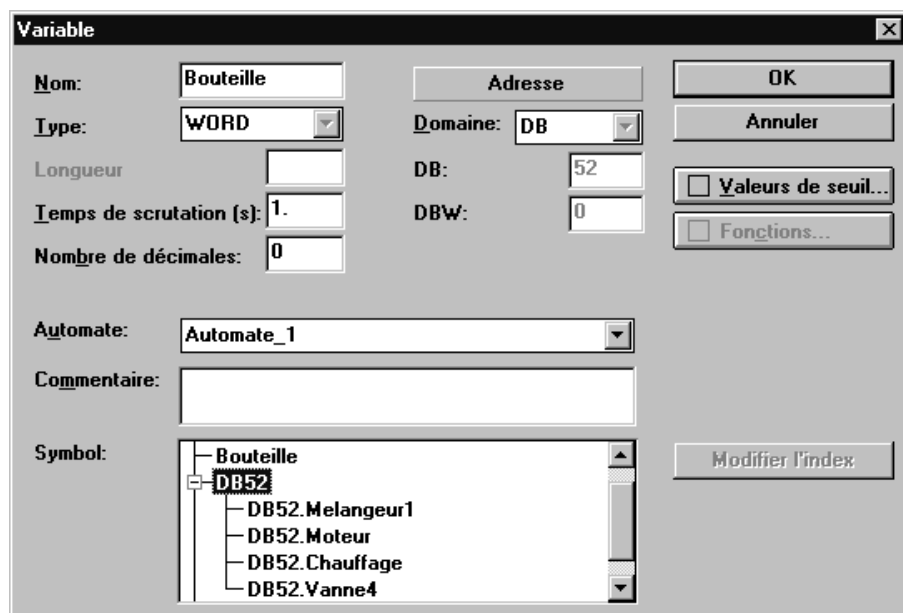 Variable
Nom: Bouteille Adresse OK
Type: WORD Domaine: DB Annuler
Longueur DB: 52 Valeurs de seuil...
Temps de scrutation (s): 1. DBW: 0 Fonctions...
Nombre de décimales: 0
Automate: Automate_1
Commentaire:
Symbol: Bouteille Modifier l'index
DB52
DB52.Melangeur1
DB52.Moteur
DB52.Chauffage
DB52.Vanne4